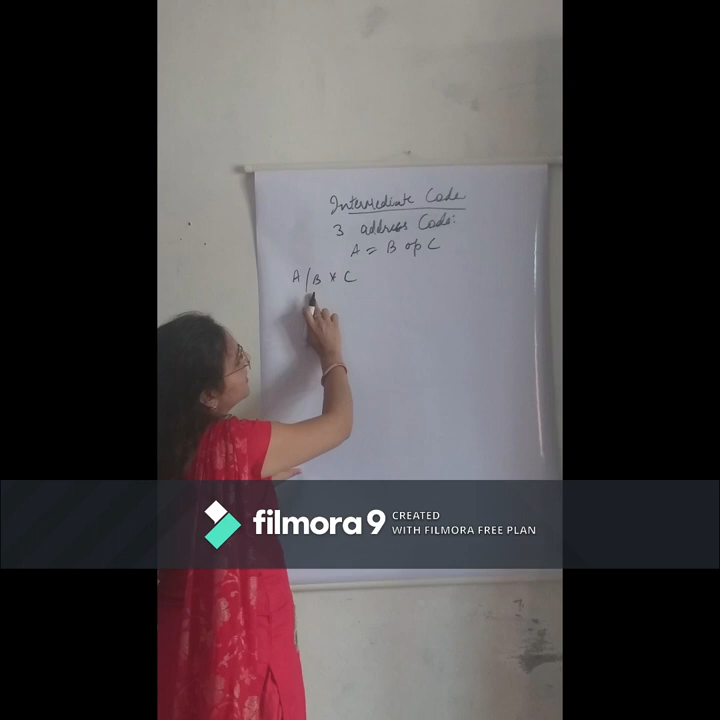 Intermediate Code
3 address Code:
A = B op C
A / B * C
filmora 9 CREATED
WITH FILMORA FREE PLAN